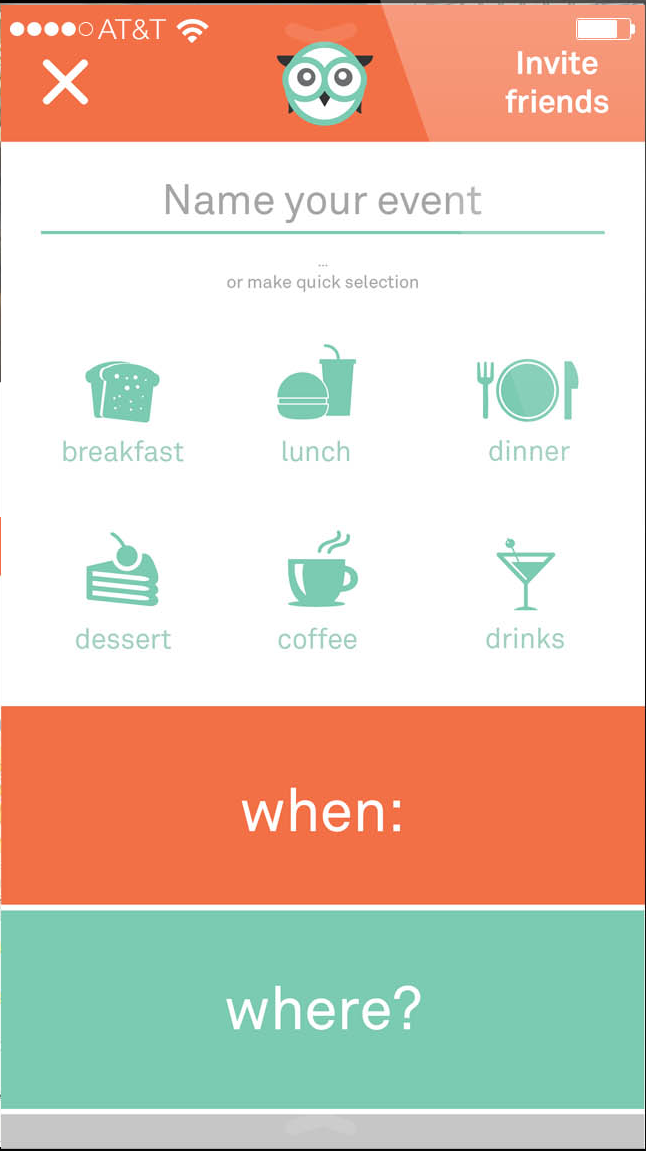 AT&T
Invite
friends
Name your event
...
or make quick selection
breakfast lunch dinner
dessert coffee drinks
when:
where?